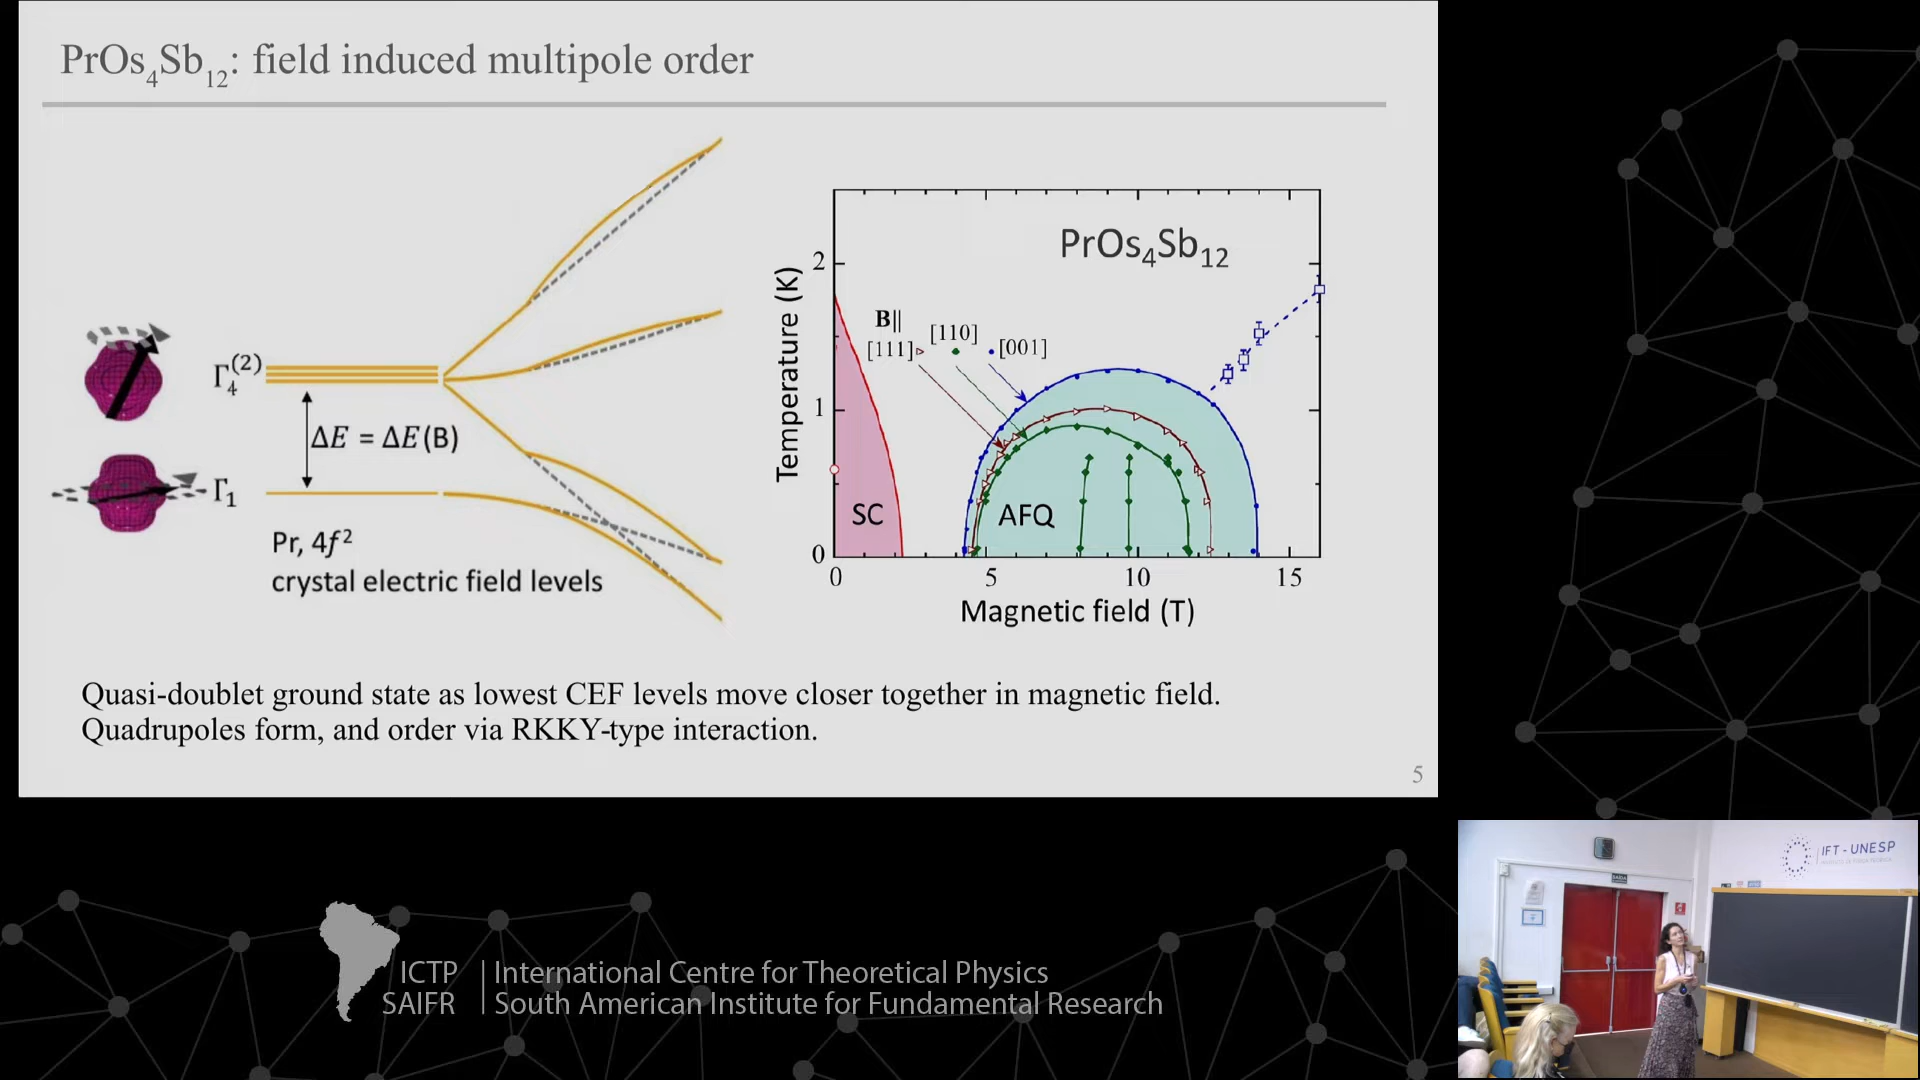 PrOs₄Sb₁₂: field induced multipole order
Γ₄⁽²⁾
ΔE = ΔE(B)
Γ₁
Pr, 4f²
crystal electric field levels
PrOs₄Sb₁₂
B||
[111] [110] [001]
SC
AFQ
Temperature (K)
2
1
0
0 5 10 15
Magnetic field (T)
Quasi-doublet ground state as lowest CEF levels move closer together in magnetic field.
Quadrupoles form, and order via RKKY-type interaction.
5
IFT - UNESP
ICTP | International Centre for Theoretical Physics
SAIFR | South American Institute for Fundamental Research